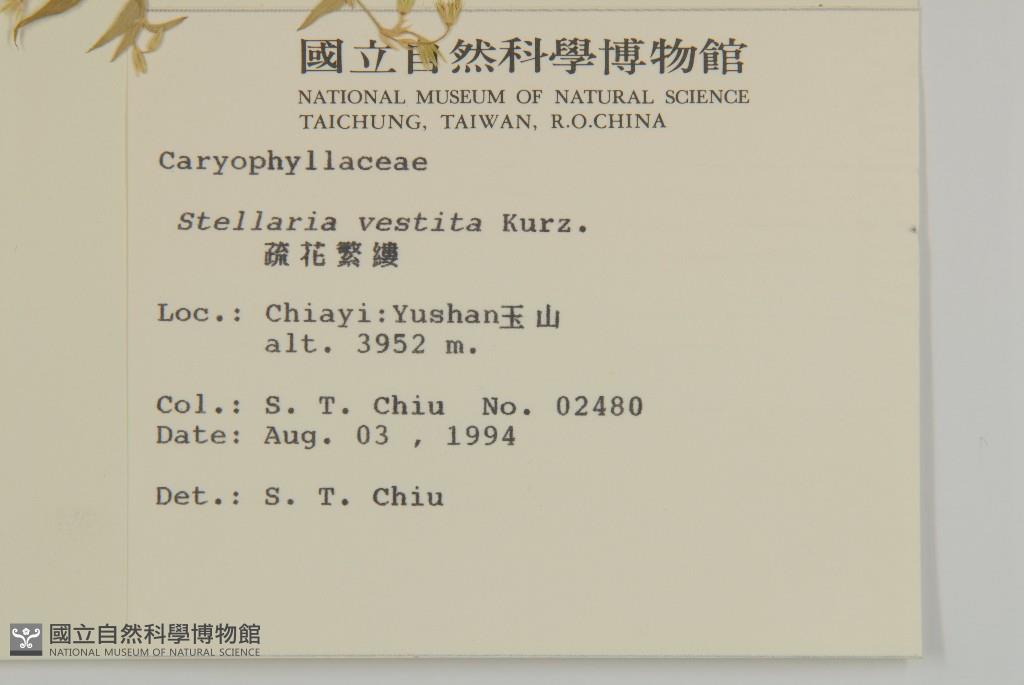 國立自然科學博物館
NATIONAL MUSEUM OF NATURAL SCIENCE
TAICHUNG, TAIWAN, R.O.CHINA
Caryophyllaceae
Stellaria vestita Kurz.
疏花繁縷
Loc.: Chiayi:Yushan玉山
alt. 3952 m.
Col.: S. T. Chiu No. 02480
Date: Aug. 03 , 1994
Det.: S. T. Chiu
國立自然科學博物館
NATIONAL MUSEUM OF NATURAL SCIENCE